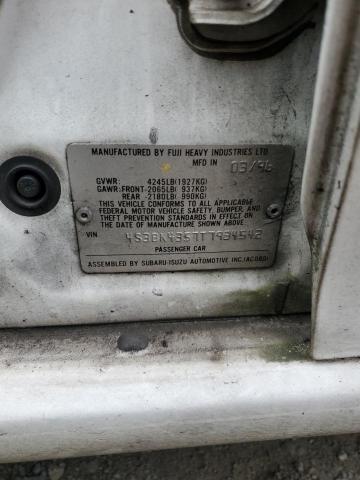 MANUFACTURED BY FUJI HEAVY INDUSTRIES LTD.
MFD IN 03/96
GVWR: 4245LB(1927KG)
GAWR:FRONT-2065LB( 937KG)
REAR -2180LB( 990KG)
THIS VEHICLE CONFORMS TO ALL APPLICABLE
FEDERAL MOTOR VEHICLE SAFETY, BUMPER, AND
THEFT PREVENTION STANDARDS IN EFFECT ON
THE DATE OF MANUFACTURE SHOWN ABOVE.
VIN 4S3BK435TT7934542
PASSENGER CAR
ASSEMBLED BY SUBARU-ISUZU AUTOMOTIVE INC.(ACOBD)